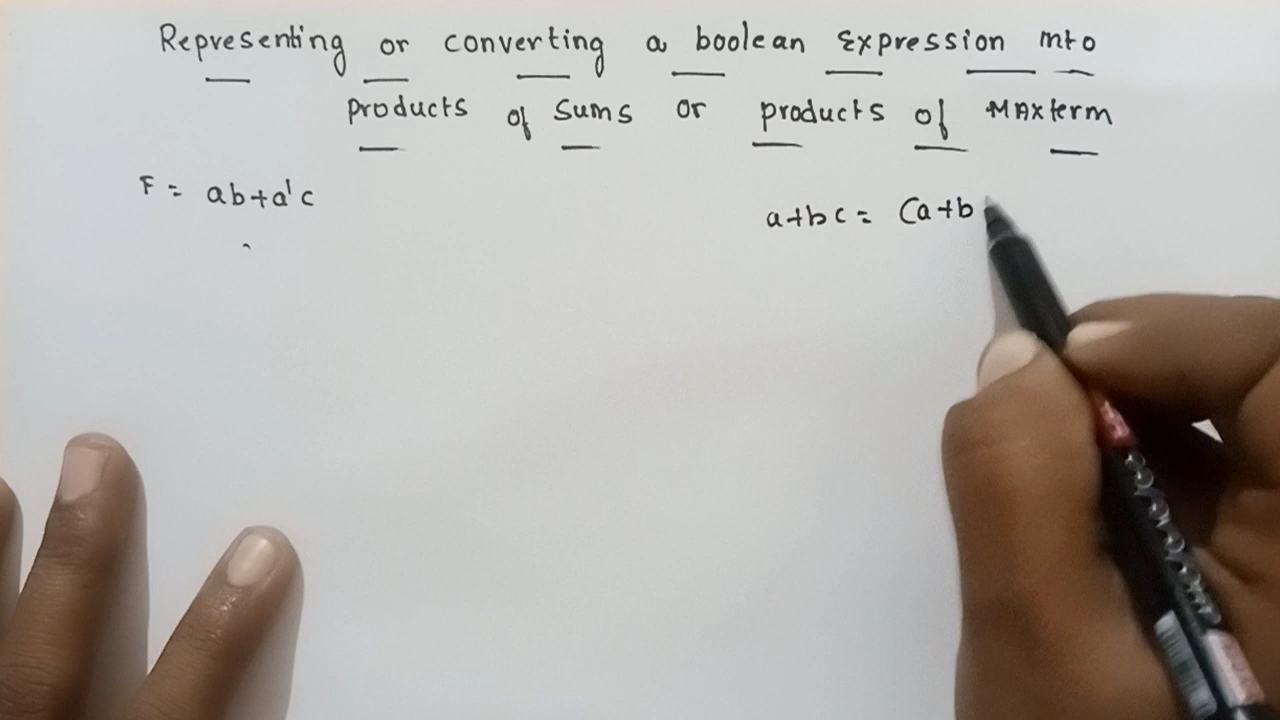 Representing or converting a boolean Expression into
products of Sums or products of MAXterm
F = ab+a'c
a+bc = (a+b